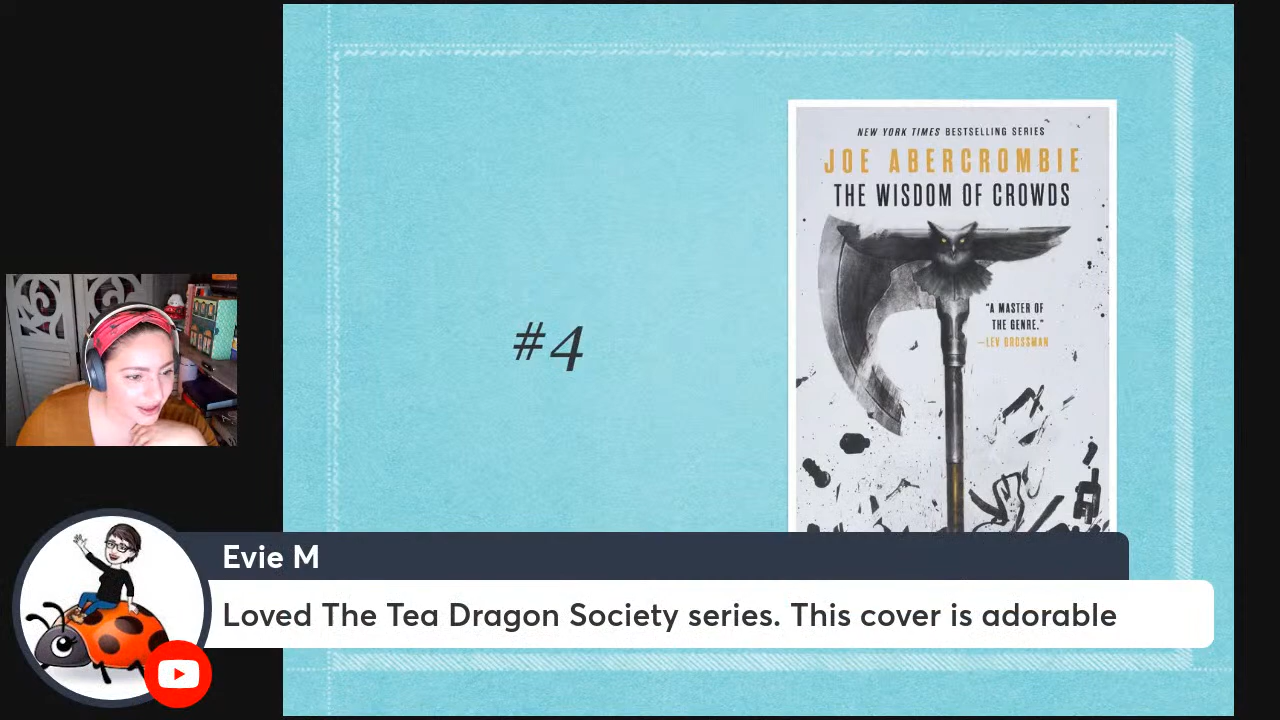 NEW YORK TIMES BESTSELLING SERIES
JOE ABERCROMBIE
THE WISDOM OF CROWDS
"A MASTER OF
THE GENRE."
—LEV GROSSMAN
#4
Evie M
Loved The Tea Dragon Society series. This cover is adorable